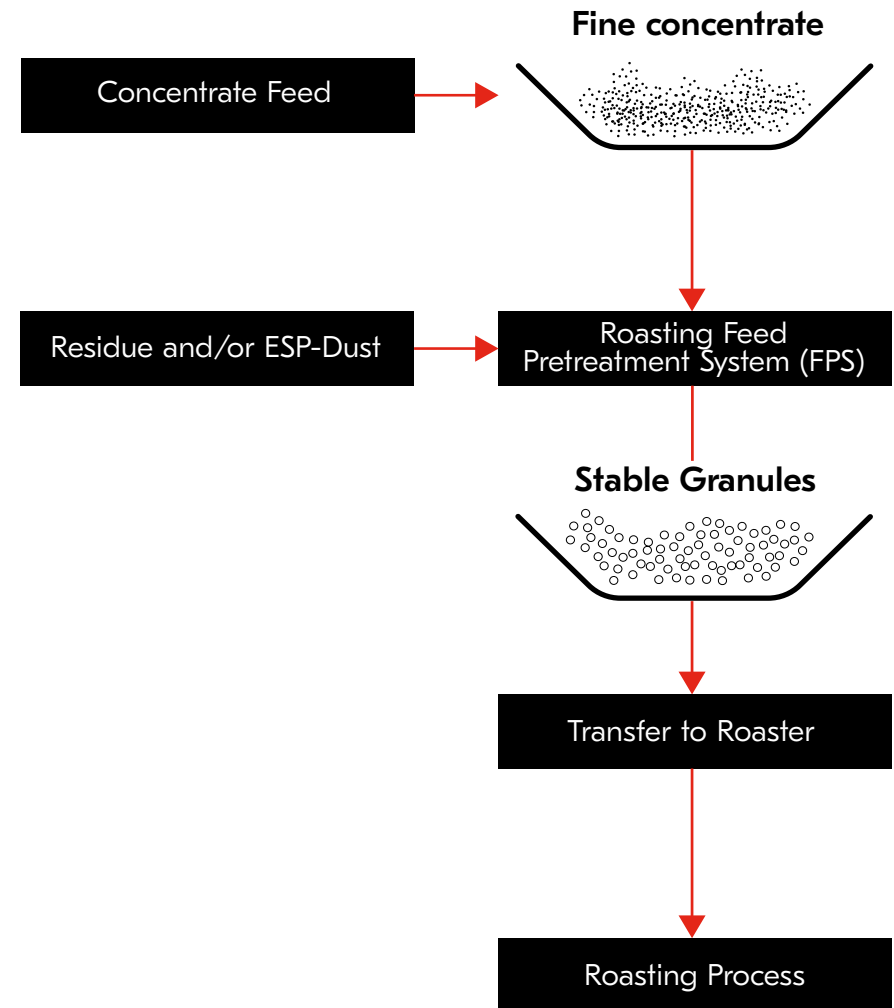 Fine concentrate
Concentrate Feed
Residue and/or ESP-Dust
Roasting Feed
Pretreatment System (FPS)
Stable Granules
Transfer to Roaster
Roasting Process